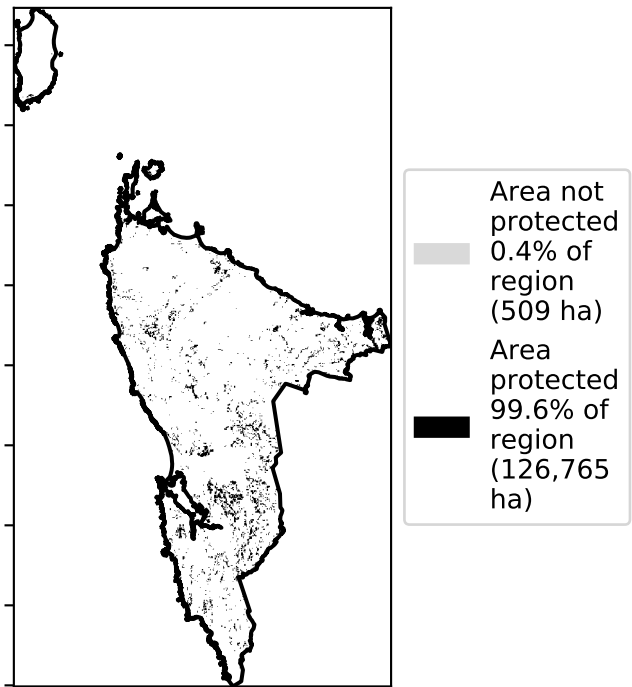 Area not
protected
0.4% of
region
(509 ha)
Area
protected
99.6% of
region
(126,765
ha)